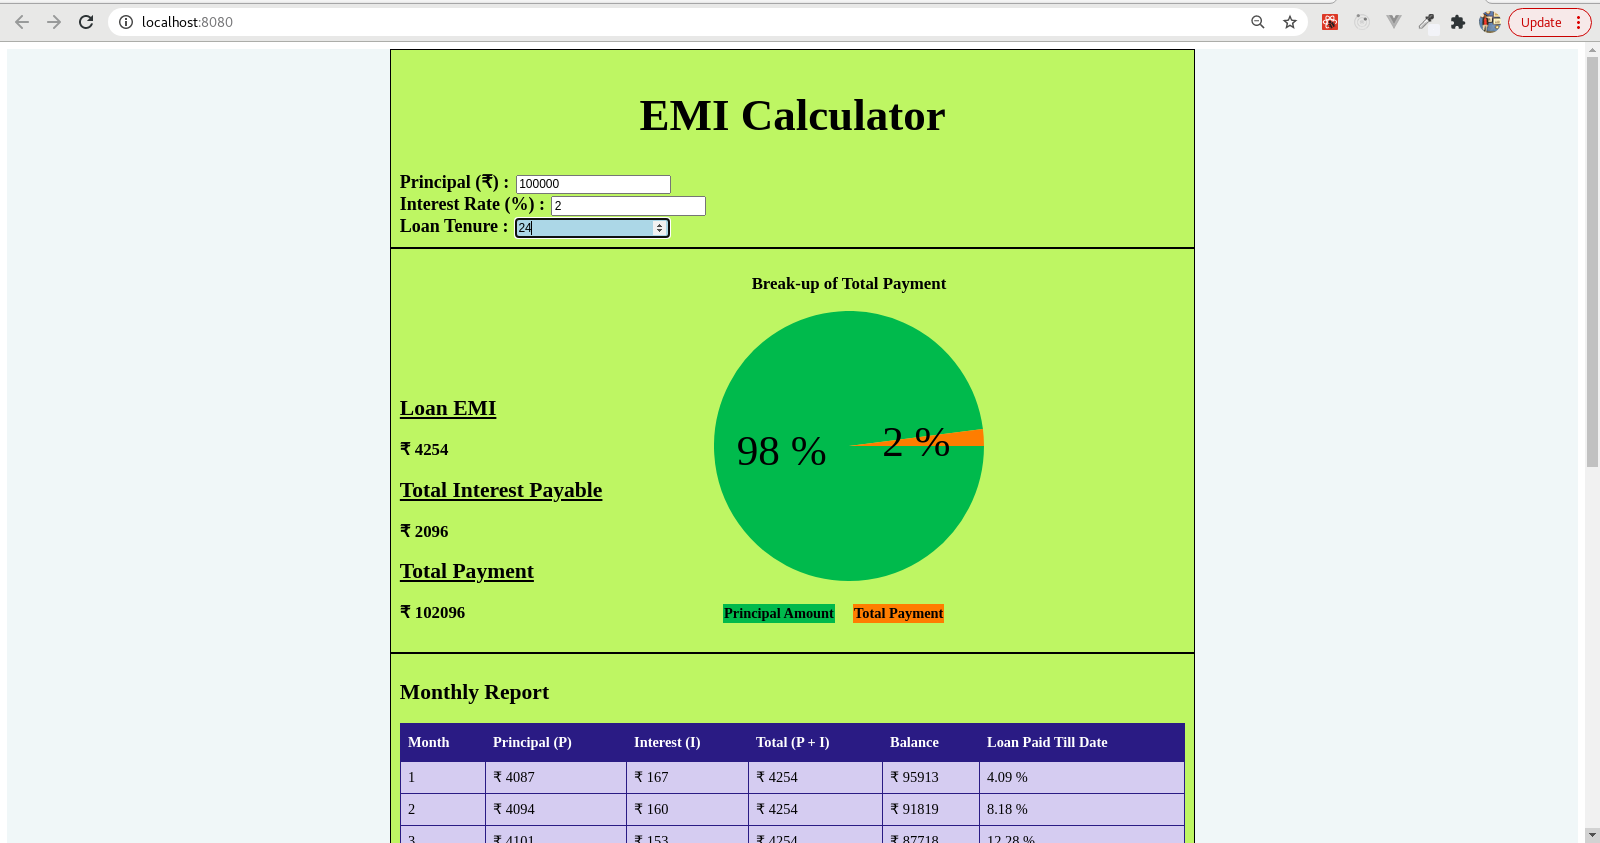 localhost:8080
Update
EMI Calculator
Principal (₹) : 100000
Interest Rate (%) : 2
Loan Tenure : 24
Break-up of Total Payment
98 %
2 %
Loan EMI
₹ 4254
Total Interest Payable
₹ 2096
Total Payment
₹ 102096
Principal Amount Total Payment
Monthly Report
Month Principal (P) Interest (I) Total (P + I) Balance Loan Paid Till Date
1 ₹ 4087 ₹ 167 ₹ 4254 ₹ 95913 4.09 %
2 ₹ 4094 ₹ 160 ₹ 4254 ₹ 91819 8.18 %
3 ₹ 4101 ₹ 153 ₹ 4254 ₹ 87718 12.28 %